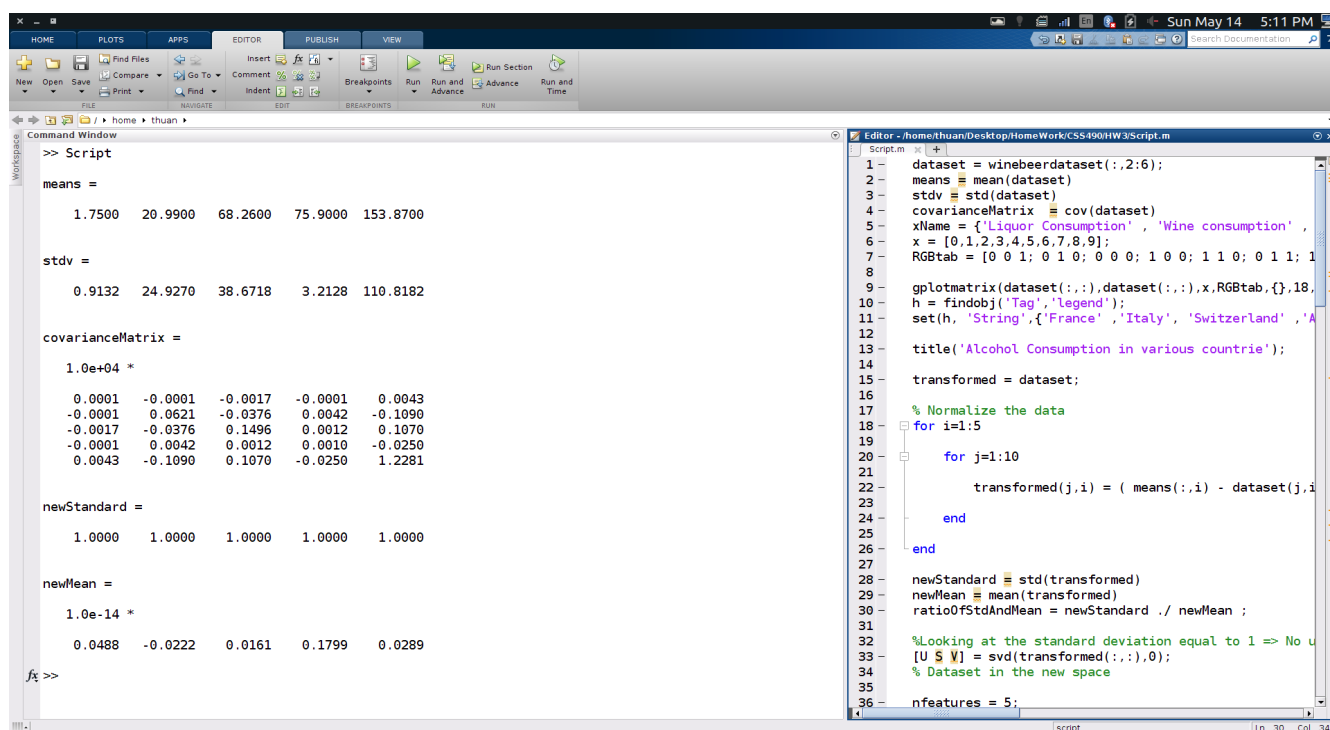 En Sun May 14 5:11 PM
HOME PLOTS APPS EDITOR PUBLISH VIEW Search Documentation
New Open Save Find Files Compare Print Go To Find Insert fx Comment % Indent Breakpoints Run Run and Advance Run Section Advance Run and Time
FILE NAVIGATE EDIT BREAKPOINTS RUN
/ home thuan
Workspace
Command Window
>> Script
means =
1.7500 20.9900 68.2600 75.9000 153.8700
stdv =
0.9132 24.9270 38.6718 3.2128 110.8182
covarianceMatrix =
1.0e+04 *
0.0001 -0.0001 -0.0017 -0.0001 0.0043
-0.0001 0.0621 -0.0376 0.0042 -0.1090
-0.0017 -0.0376 0.1496 0.0012 0.1070
-0.0001 0.0042 0.0012 0.0010 -0.0250
0.0043 -0.1090 0.1070 -0.0250 1.2281
newStandard =
1.0000 1.0000 1.0000 1.0000 1.0000
newMean =
1.0e-14 *
0.0488 -0.0222 0.0161 0.1799 0.0289
fx >>
Editor - /home/thuan/Desktop/HomeWork/CSS490/HW3/Script.m
Script.m × +
1 - dataset = winebeerdataset(:,2:6);
2 - means = mean(dataset)
3 - stdv = std(dataset)
4 - covarianceMatrix = cov(dataset)
5 - xName = {'Liquor Consumption' , 'Wine consumption' ,
6 - x = [0,1,2,3,4,5,6,7,8,9];
7 - RGBtab = [0 0 1; 0 1 0; 0 0 0; 1 0 0; 1 1 0; 0 1 1; 1
8
9 - gplotmatrix(dataset(:,:),dataset(:,:),x,RGBtab,{},18,
10 - h = findobj('Tag','legend');
11 - set(h, 'String',{'France' ,'Italy', 'Switzerland' ,'A
12
13 - title('Alcohol Consumption in various countrie');
14
15 - transformed = dataset;
16
17 % Normalize the data
18 - for i=1:5
19
20 - for j=1:10
21
22 - transformed(j,i) = ( means(:,i) - dataset(j,i
23
24 - end
25
26 - end
27
28 - newStandard = std(transformed)
29 - newMean = mean(transformed)
30 - ratioOfStdAndMean = newStandard ./ newMean ;
31
32 %Looking at the standard deviation equal to 1 => No u
33 - [U S V] = svd(transformed(:,:),0);
34 % Dataset in the new space
35
36 - nfeatures = 5;
script Ln 30 Col 34